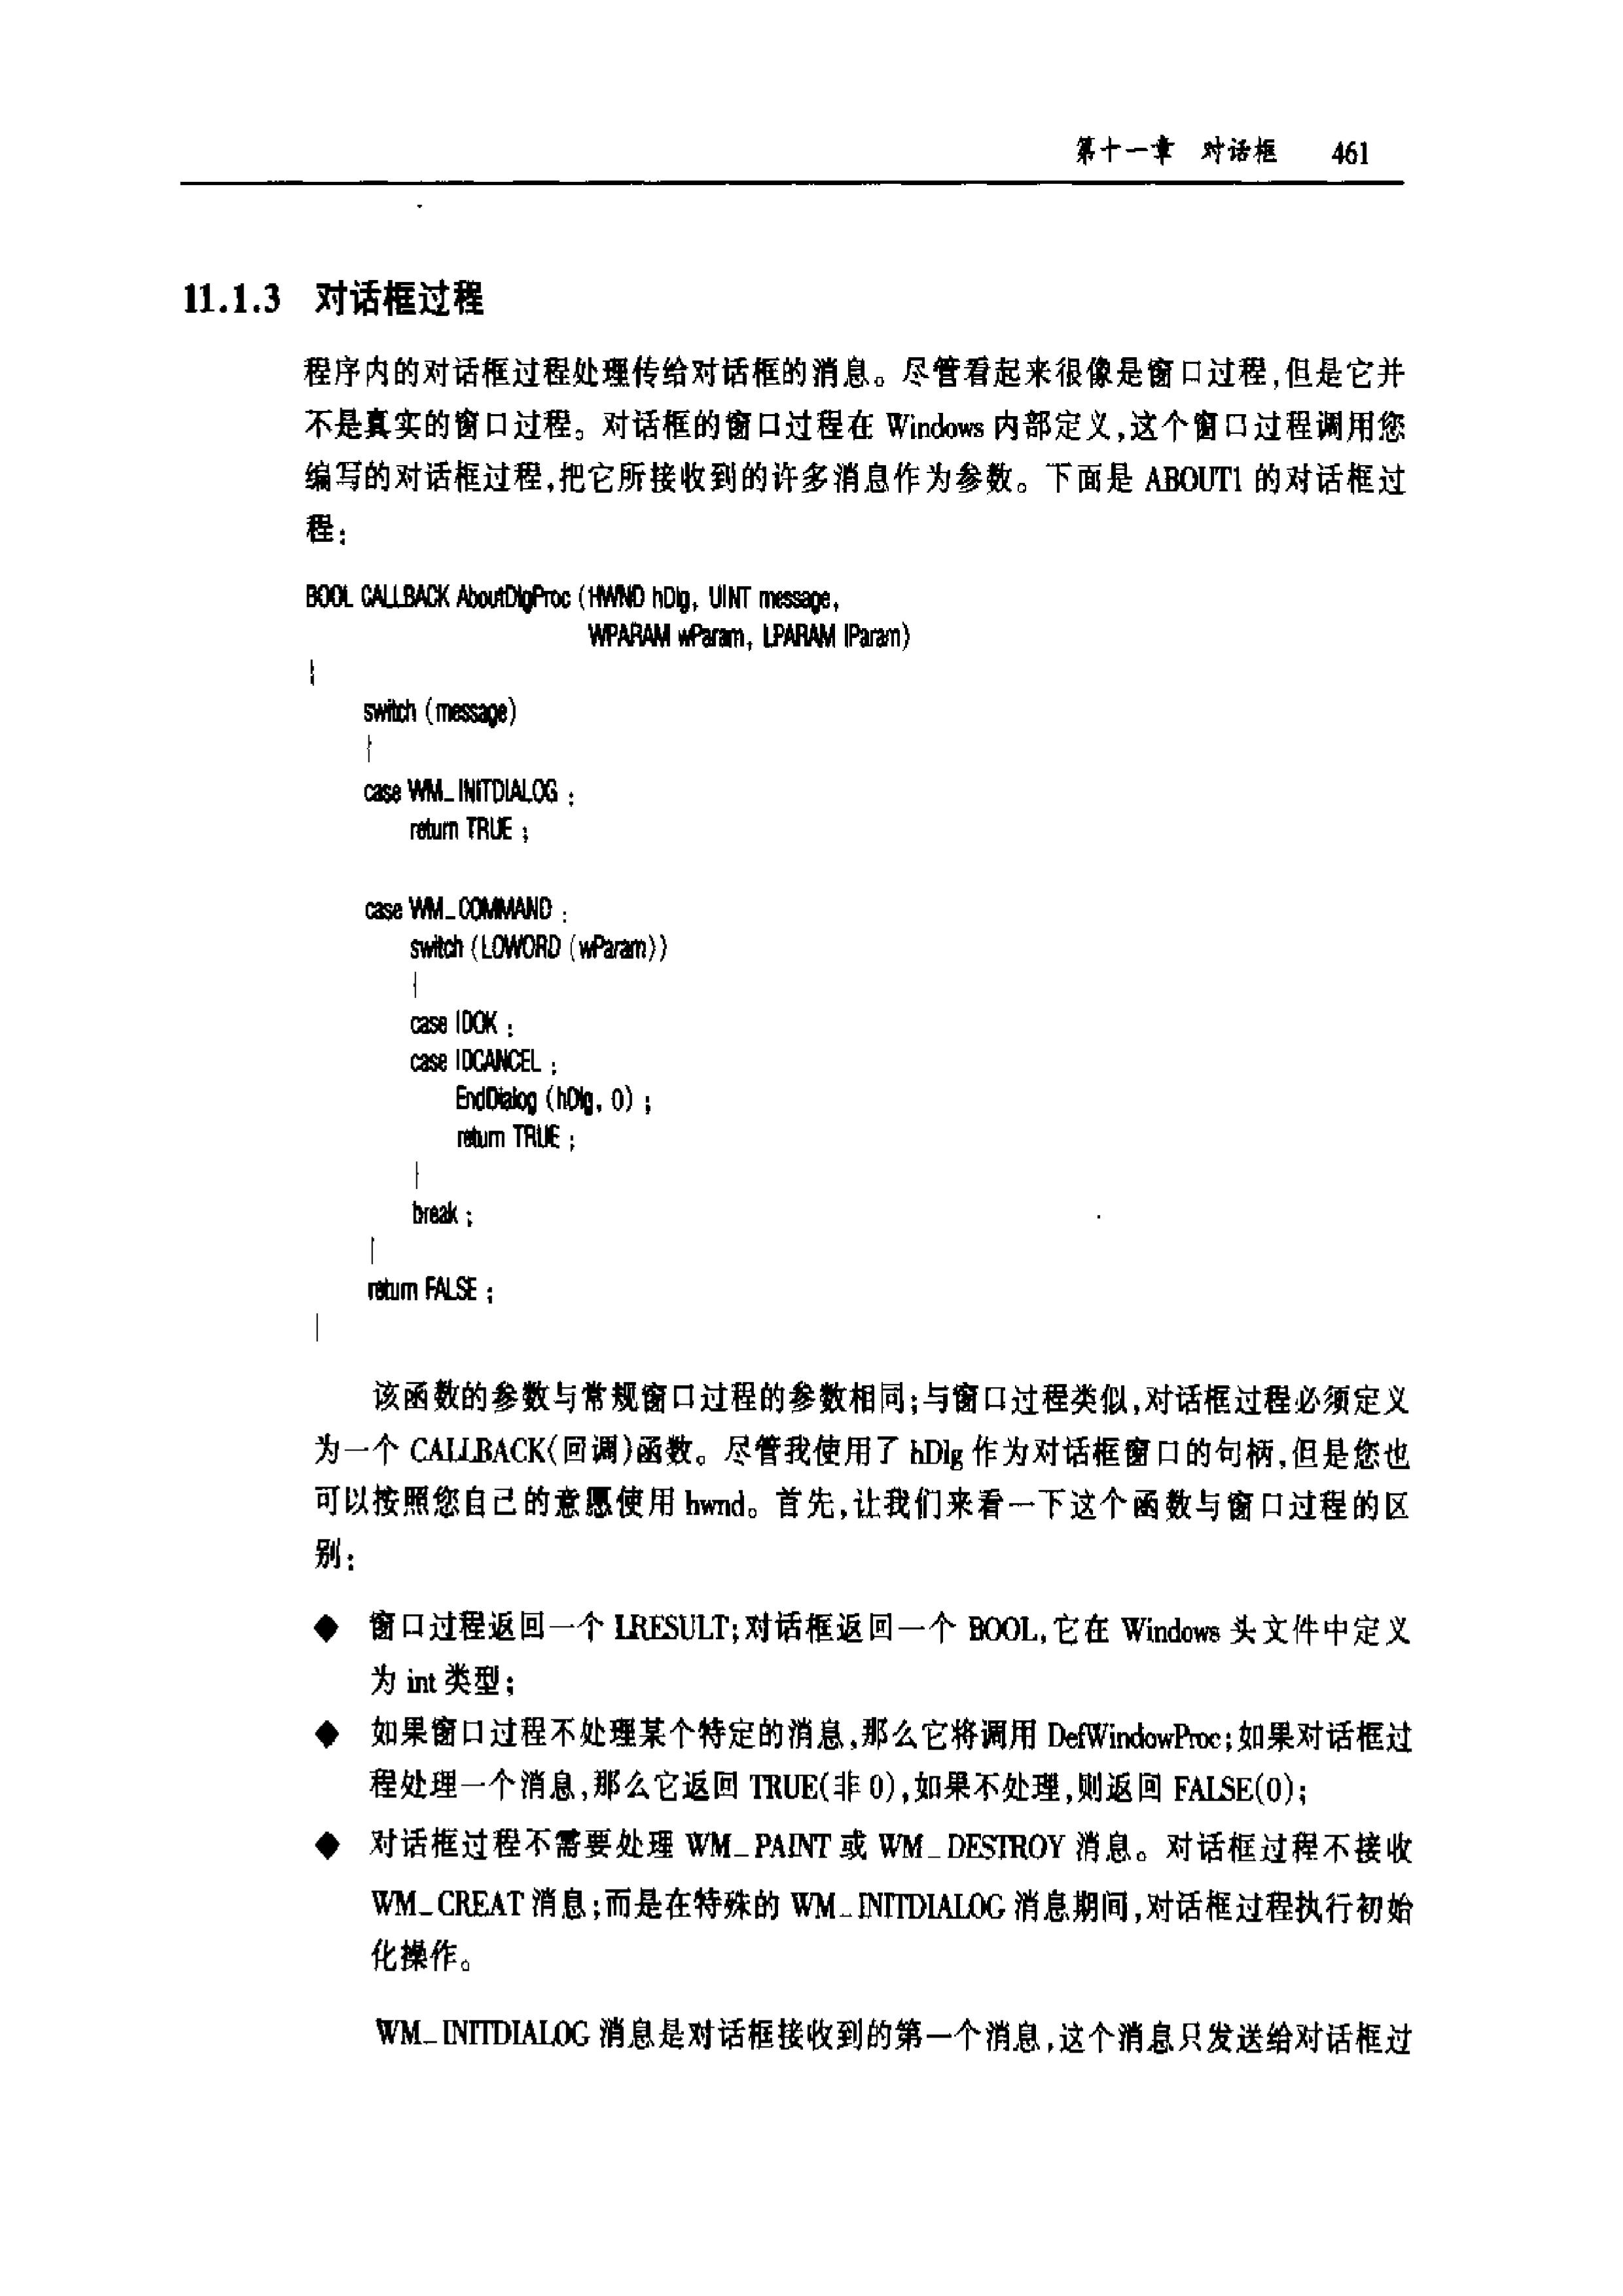 第十一章 对话框 461
11.1.3 对话框过程
程序内的对话框过程处理传给对话框的消息。尽管看起来很像是窗口过程,但是它并
不是真实的窗口过程。对话框的窗口过程在 Windows 内部定义,这个窗口过程调用您
编写的对话框过程,把它所接收到的许多消息作为参数。下面是 ABOUT1 的对话框过
程:
BOOL CALLBACK AboutDlgProc (HWND hDlg, UINT message,
WPARAM wParam, LPARAM lParam)
{
switch (message)
{
case WM_INITDIALOG :
return TRUE ;
case WM_COMMAND :
switch (LOWORD (wParam))
{
case IDOK :
case IDCANCEL :
EndDialog (hDlg, 0) ;
return TRUE ;
}
break ;
}
return FALSE ;
}
该函数的参数与常规窗口过程的参数相同;与窗口过程类似,对话框过程必须定义
为一个 CALLBACK(回调)函数。尽管我使用了 hDlg 作为对话框窗口的句柄,但是您也
可以按照您自己的意愿使用 hwnd。首先,让我们来看一下这个函数与窗口过程的区
别:
◆ 窗口过程返回一个 LRESULT;对话框返回一个 BOOL,它在 Windows 头文件中定义
为 int 类型;
◆ 如果窗口过程不处理某个特定的消息,那么它将调用 DefWindowProc;如果对话框过
程处理一个消息,那么它返回 TRUE(非 0),如果不处理,则返回 FALSE(0);
◆ 对话框过程不需要处理 WM_PAINT 或 WM_DESTROY 消息。对话框过程不接收
WM_CREAT 消息;而是在特殊的 WM_INITDIALOG 消息期间,对话框过程执行初始
化操作。
WM_INITDIALOG 消息是对话框接收到的第一个消息,这个消息只发送给对话框过